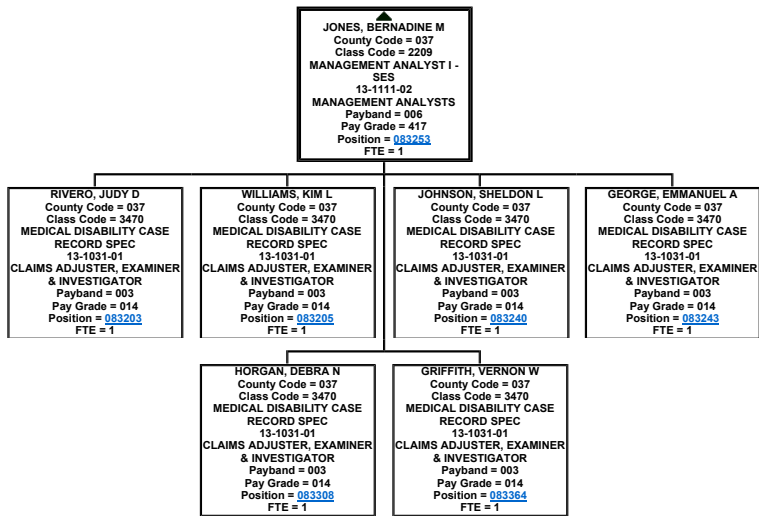 JONES, BERNADINE M
County Code = 037
Class Code = 2209
MANAGEMENT ANALYST I -
SES
13-1111-02
MANAGEMENT ANALYSTS
Payband = 006
Pay Grade = 417
Position = 083253
FTE = 1
RIVERO, JUDY D
County Code = 037
Class Code = 3470
MEDICAL DISABILITY CASE
RECORD SPEC
13-1031-01
CLAIMS ADJUSTER, EXAMINER
& INVESTIGATOR
Payband = 003
Pay Grade = 014
Position = 083203
FTE = 1
WILLIAMS, KIM L
County Code = 037
Class Code = 3470
MEDICAL DISABILITY CASE
RECORD SPEC
13-1031-01
CLAIMS ADJUSTER, EXAMINER
& INVESTIGATOR
Payband = 003
Pay Grade = 014
Position = 083205
FTE = 1
JOHNSON, SHELDON L
County Code = 037
Class Code = 3470
MEDICAL DISABILITY CASE
RECORD SPEC
13-1031-01
CLAIMS ADJUSTER, EXAMINER
& INVESTIGATOR
Payband = 003
Pay Grade = 014
Position = 083240
FTE = 1
GEORGE, EMMANUEL A
County Code = 037
Class Code = 3470
MEDICAL DISABILITY CASE
RECORD SPEC
13-1031-01
CLAIMS ADJUSTER, EXAMINER
& INVESTIGATOR
Payband = 003
Pay Grade = 014
Position = 083243
FTE = 1
HORGAN, DEBRA N
County Code = 037
Class Code = 3470
MEDICAL DISABILITY CASE
RECORD SPEC
13-1031-01
CLAIMS ADJUSTER, EXAMINER
& INVESTIGATOR
Payband = 003
Pay Grade = 014
Position = 083308
FTE = 1
GRIFFITH, VERNON W
County Code = 037
Class Code = 3470
MEDICAL DISABILITY CASE
RECORD SPEC
13-1031-01
CLAIMS ADJUSTER, EXAMINER
& INVESTIGATOR
Payband = 003
Pay Grade = 014
Position = 083364
FTE = 1